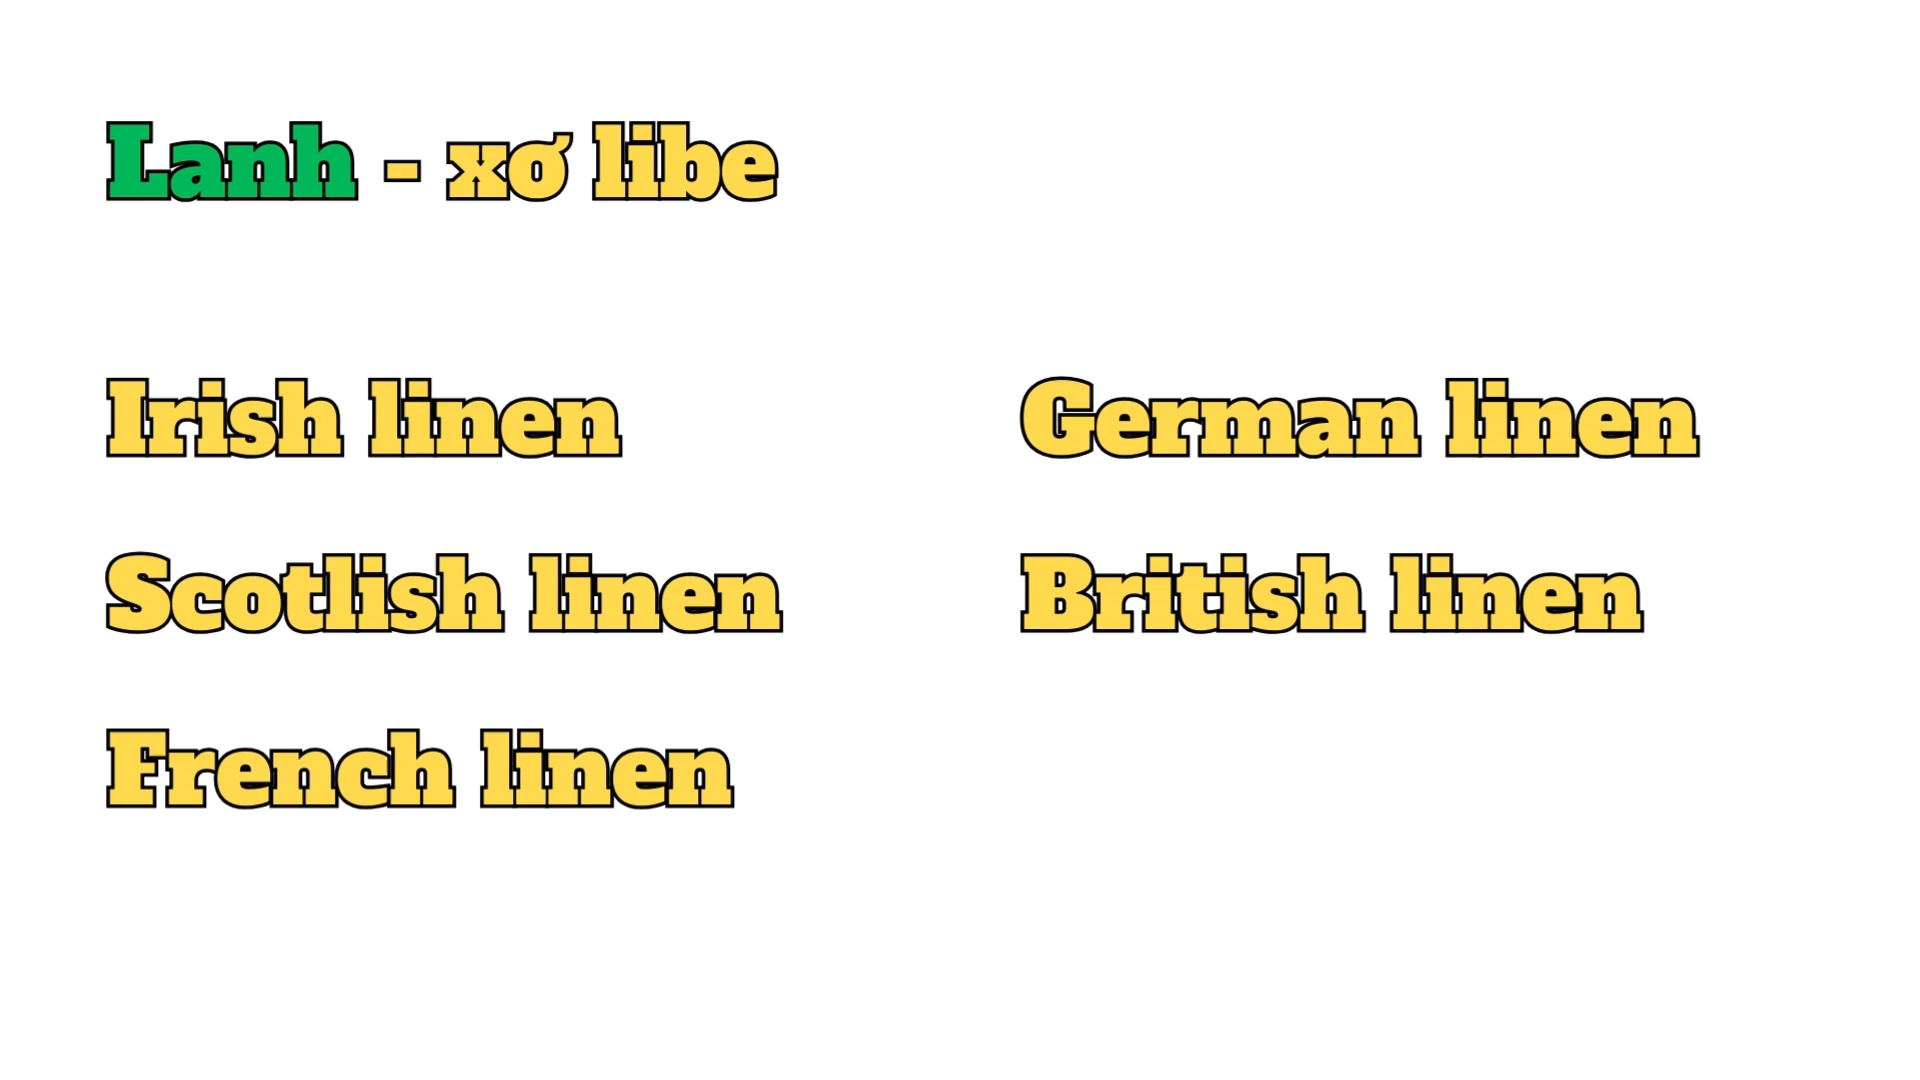 Lanh - xơ libe
Irish linen
Scotlish linen
French linen
German linen
British linen